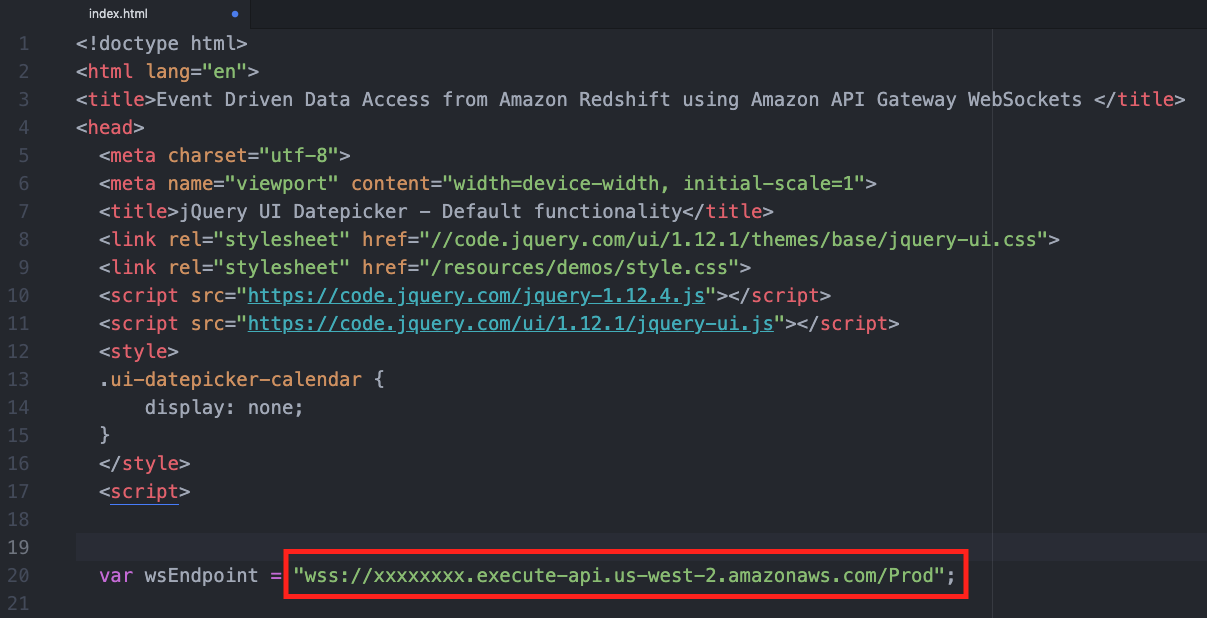 index.html
1 <!doctype html>
2 <html lang="en">
3 <title>Event Driven Data Access from Amazon Redshift using Amazon API Gateway WebSockets </title>
4 <head>
5 <meta charset="utf-8">
6 <meta name="viewport" content="width=device-width, initial-scale=1">
7 <title>jQuery UI Datepicker - Default functionality</title>
8 <link rel="stylesheet" href="//code.jquery.com/ui/1.12.1/themes/base/jquery-ui.css">
9 <link rel="stylesheet" href="/resources/demos/style.css">
10 <script src="https://code.jquery.com/jquery-1.12.4.js"></script>
11 <script src="https://code.jquery.com/ui/1.12.1/jquery-ui.js"></script>
12 <style>
13 .ui-datepicker-calendar {
14 display: none;
15 }
16 </style>
17 <script>
18
19
20 var wsEndpoint = "wss://xxxxxxxx.execute-api.us-west-2.amazonaws.com/Prod";
21